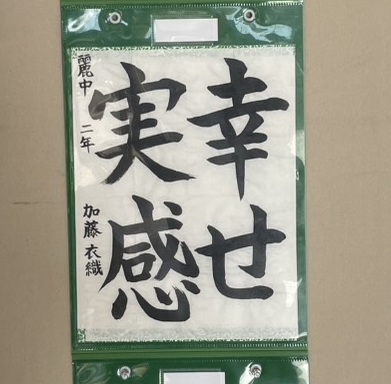 幸せ
実感
麗中 二年 加藤衣織